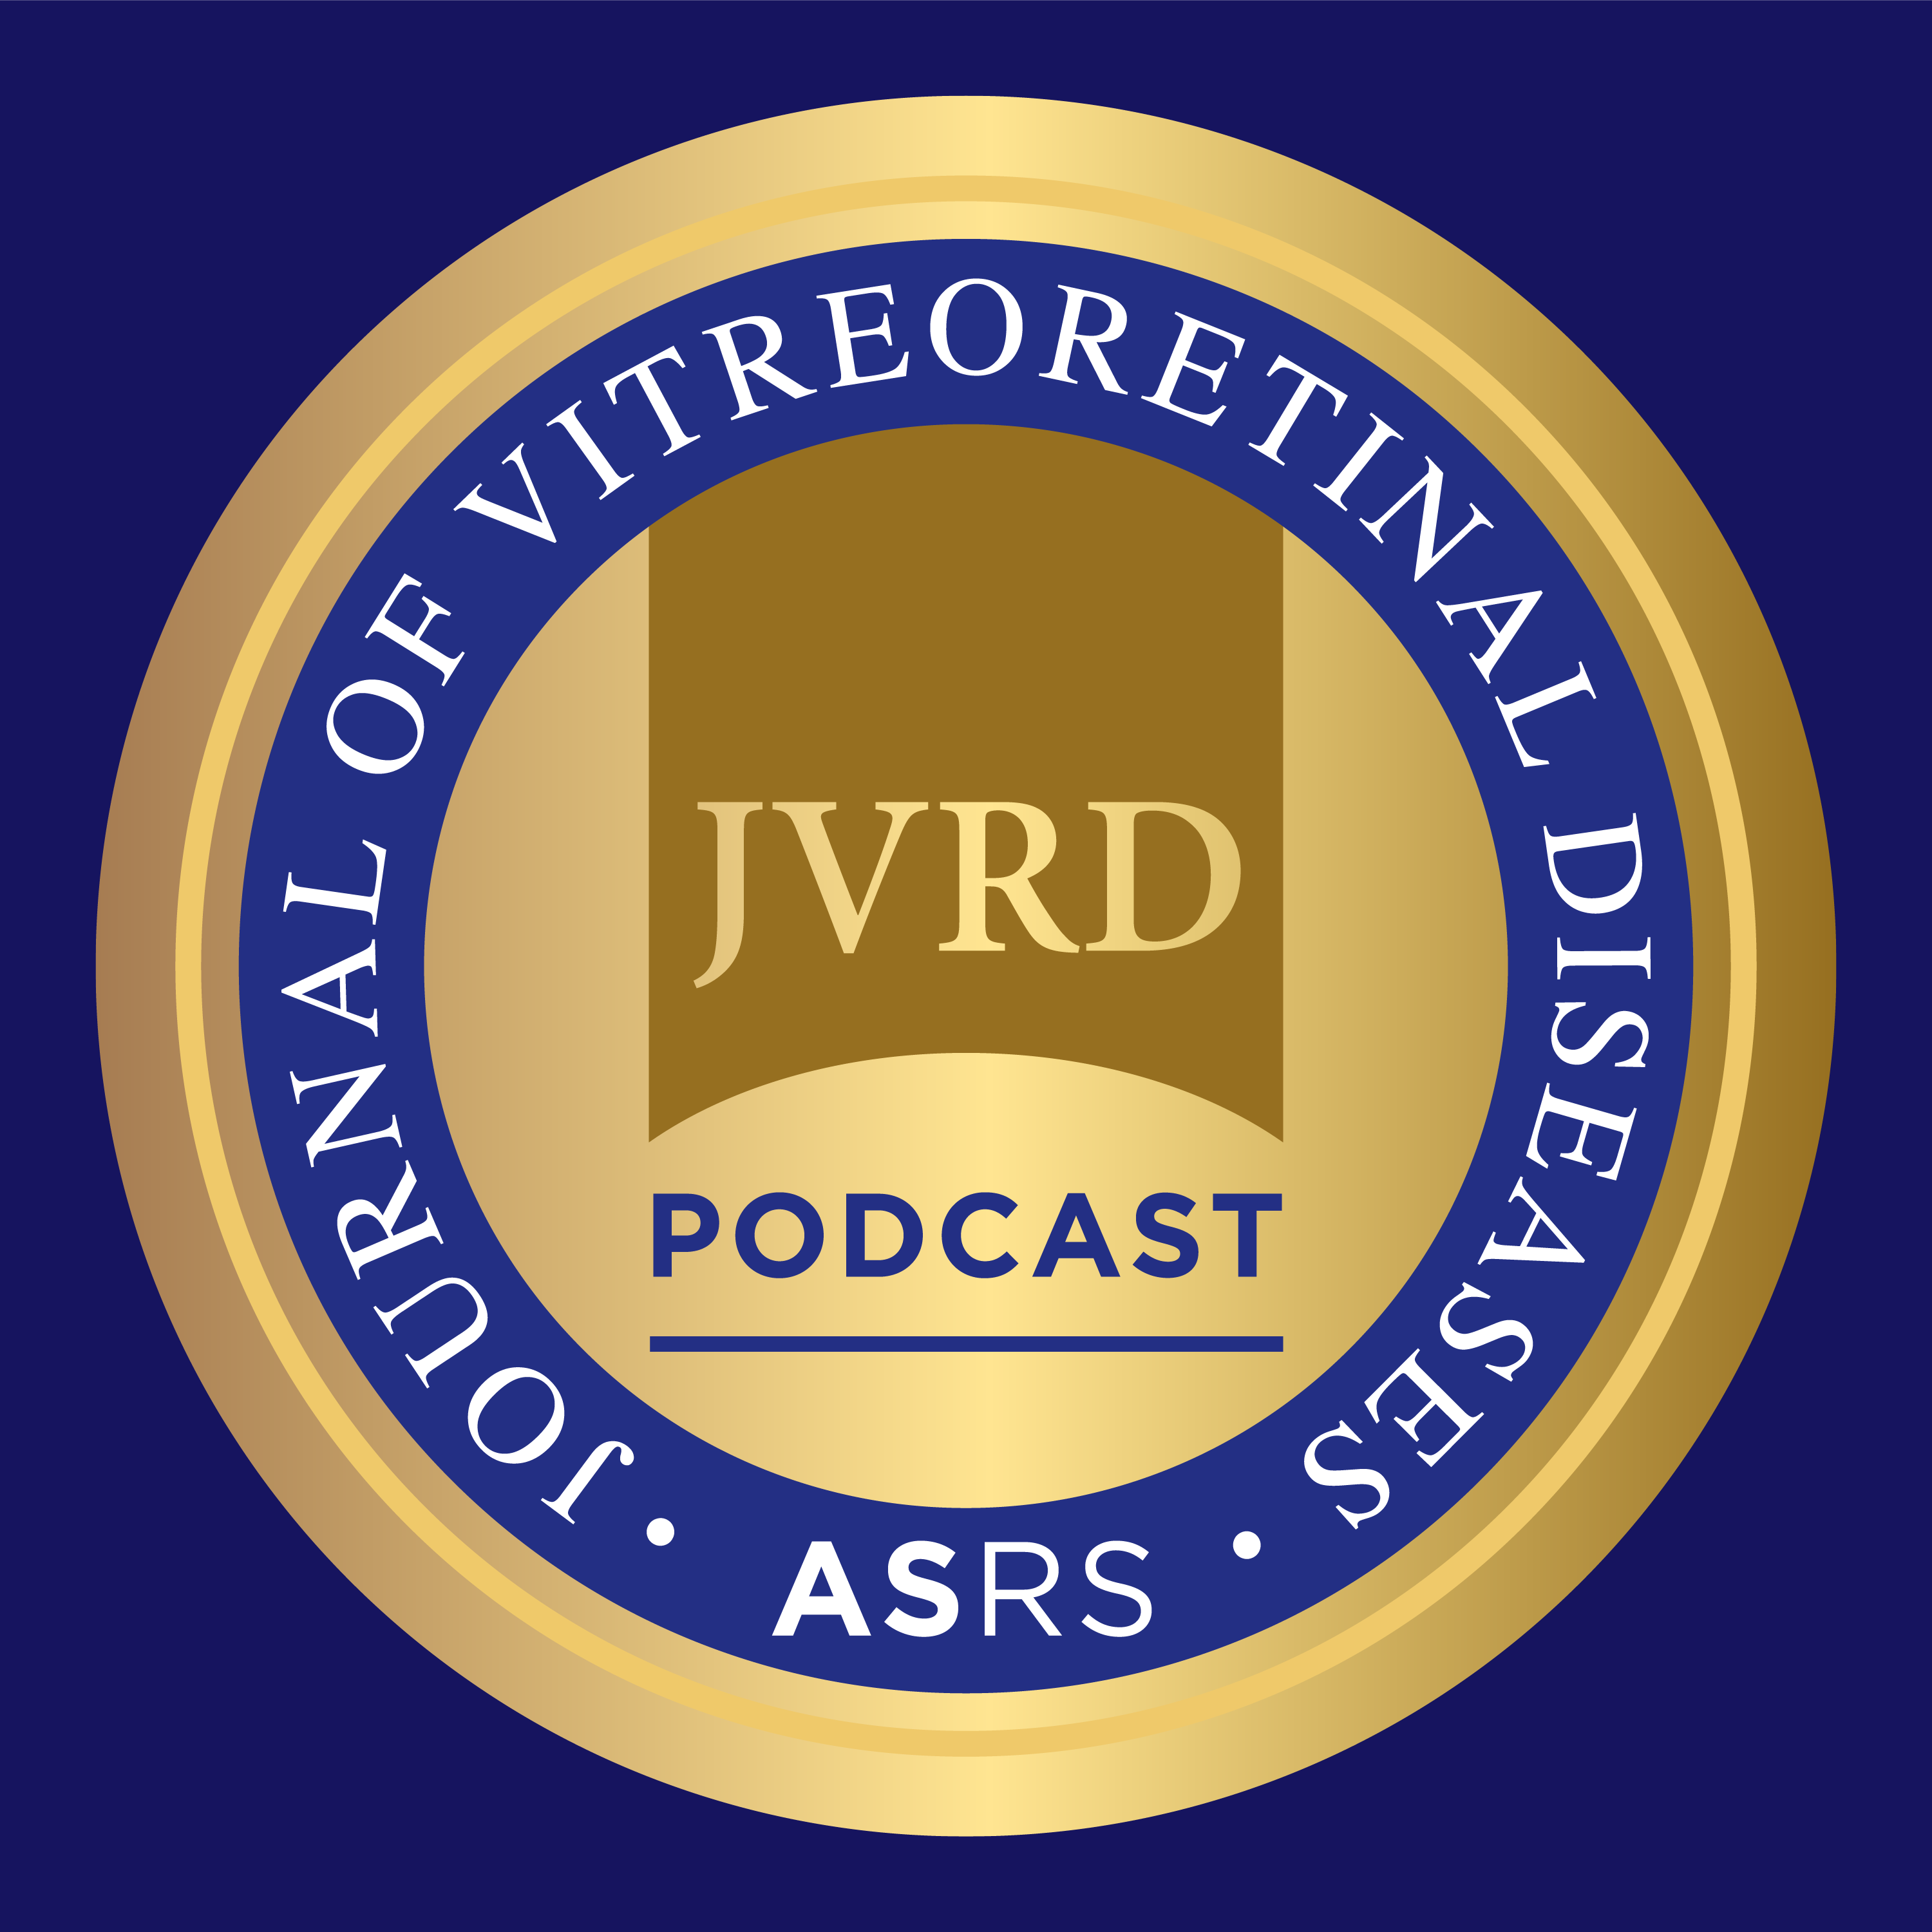 JOURNAL OF VITREORETINAL DISEASES
JVRD
PODCAST
• ASRS •